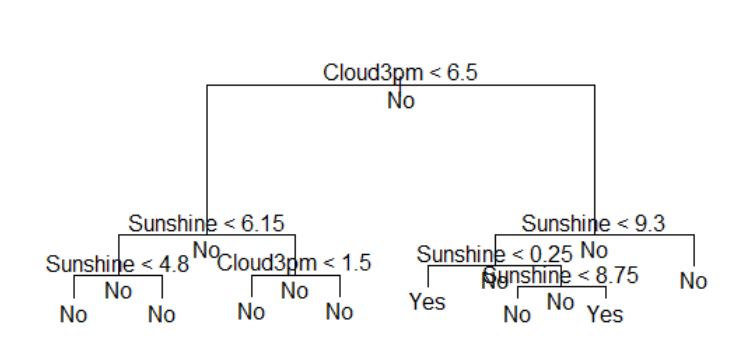 Cloud3pm < 6.5
No
Sunshine < 6.15
Sunshine < 9.3
No
No
Sunshine < 4.8
Cloud3pm < 1.5
Sunshine < 0.25
No
Sunshine < 8.75
No
No
No
No
No
No
No
No
Yes
No
Yes